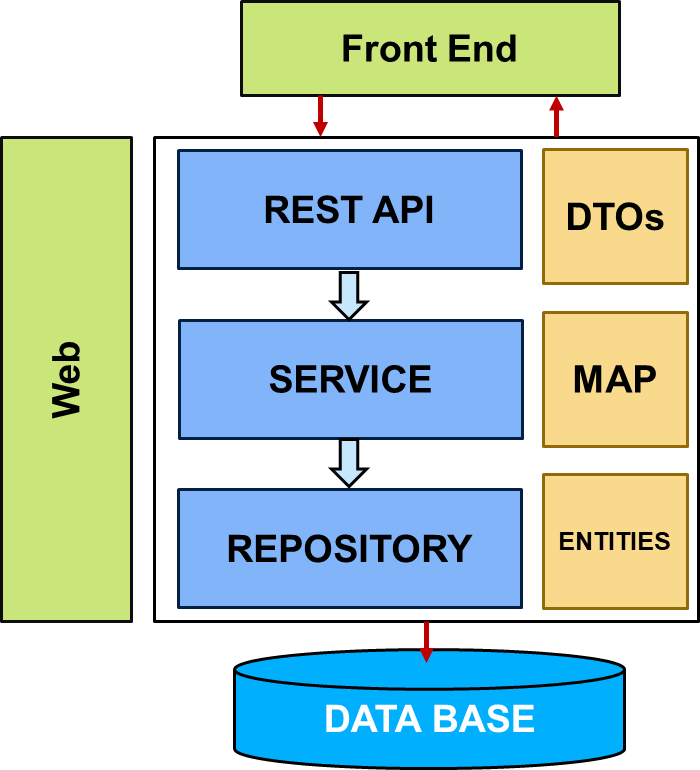 Front End
Web
REST API
DTOs
SERVICE
MAP
REPOSITORY
ENTITIES
DATA BASE